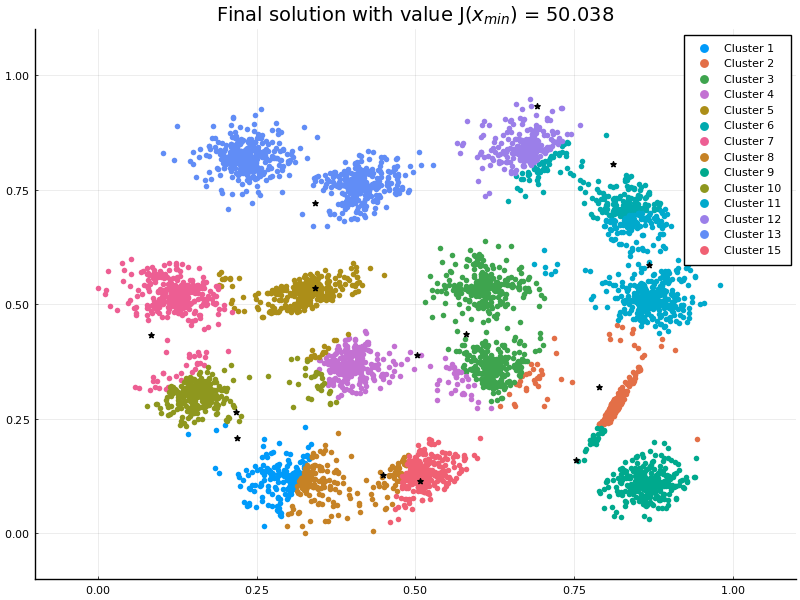 Final solution with value J(x_min) = 50.038
1.00
0.75
0.50
0.25
0.00
0.00 0.25 0.50 0.75 1.00
Cluster 1
Cluster 2
Cluster 3
Cluster 4
Cluster 5
Cluster 6
Cluster 7
Cluster 8
Cluster 9
Cluster 10
Cluster 11
Cluster 12
Cluster 13
Cluster 15